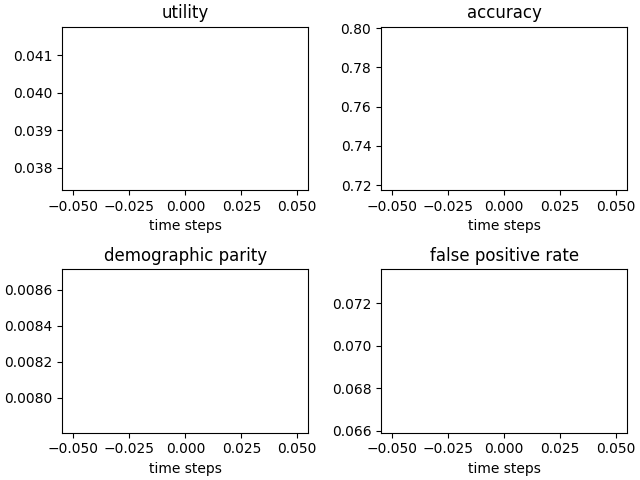 utility
0.041
0.040
0.039
0.038
−0.050 −0.025 0.000 0.025 0.050
time steps
accuracy
0.80
0.78
0.76
0.74
0.72
−0.050 −0.025 0.000 0.025 0.050
time steps
demographic parity
0.0086
0.0084
0.0082
0.0080
−0.050 −0.025 0.000 0.025 0.050
time steps
false positive rate
0.072
0.070
0.068
0.066
−0.050 −0.025 0.000 0.025 0.050
time steps